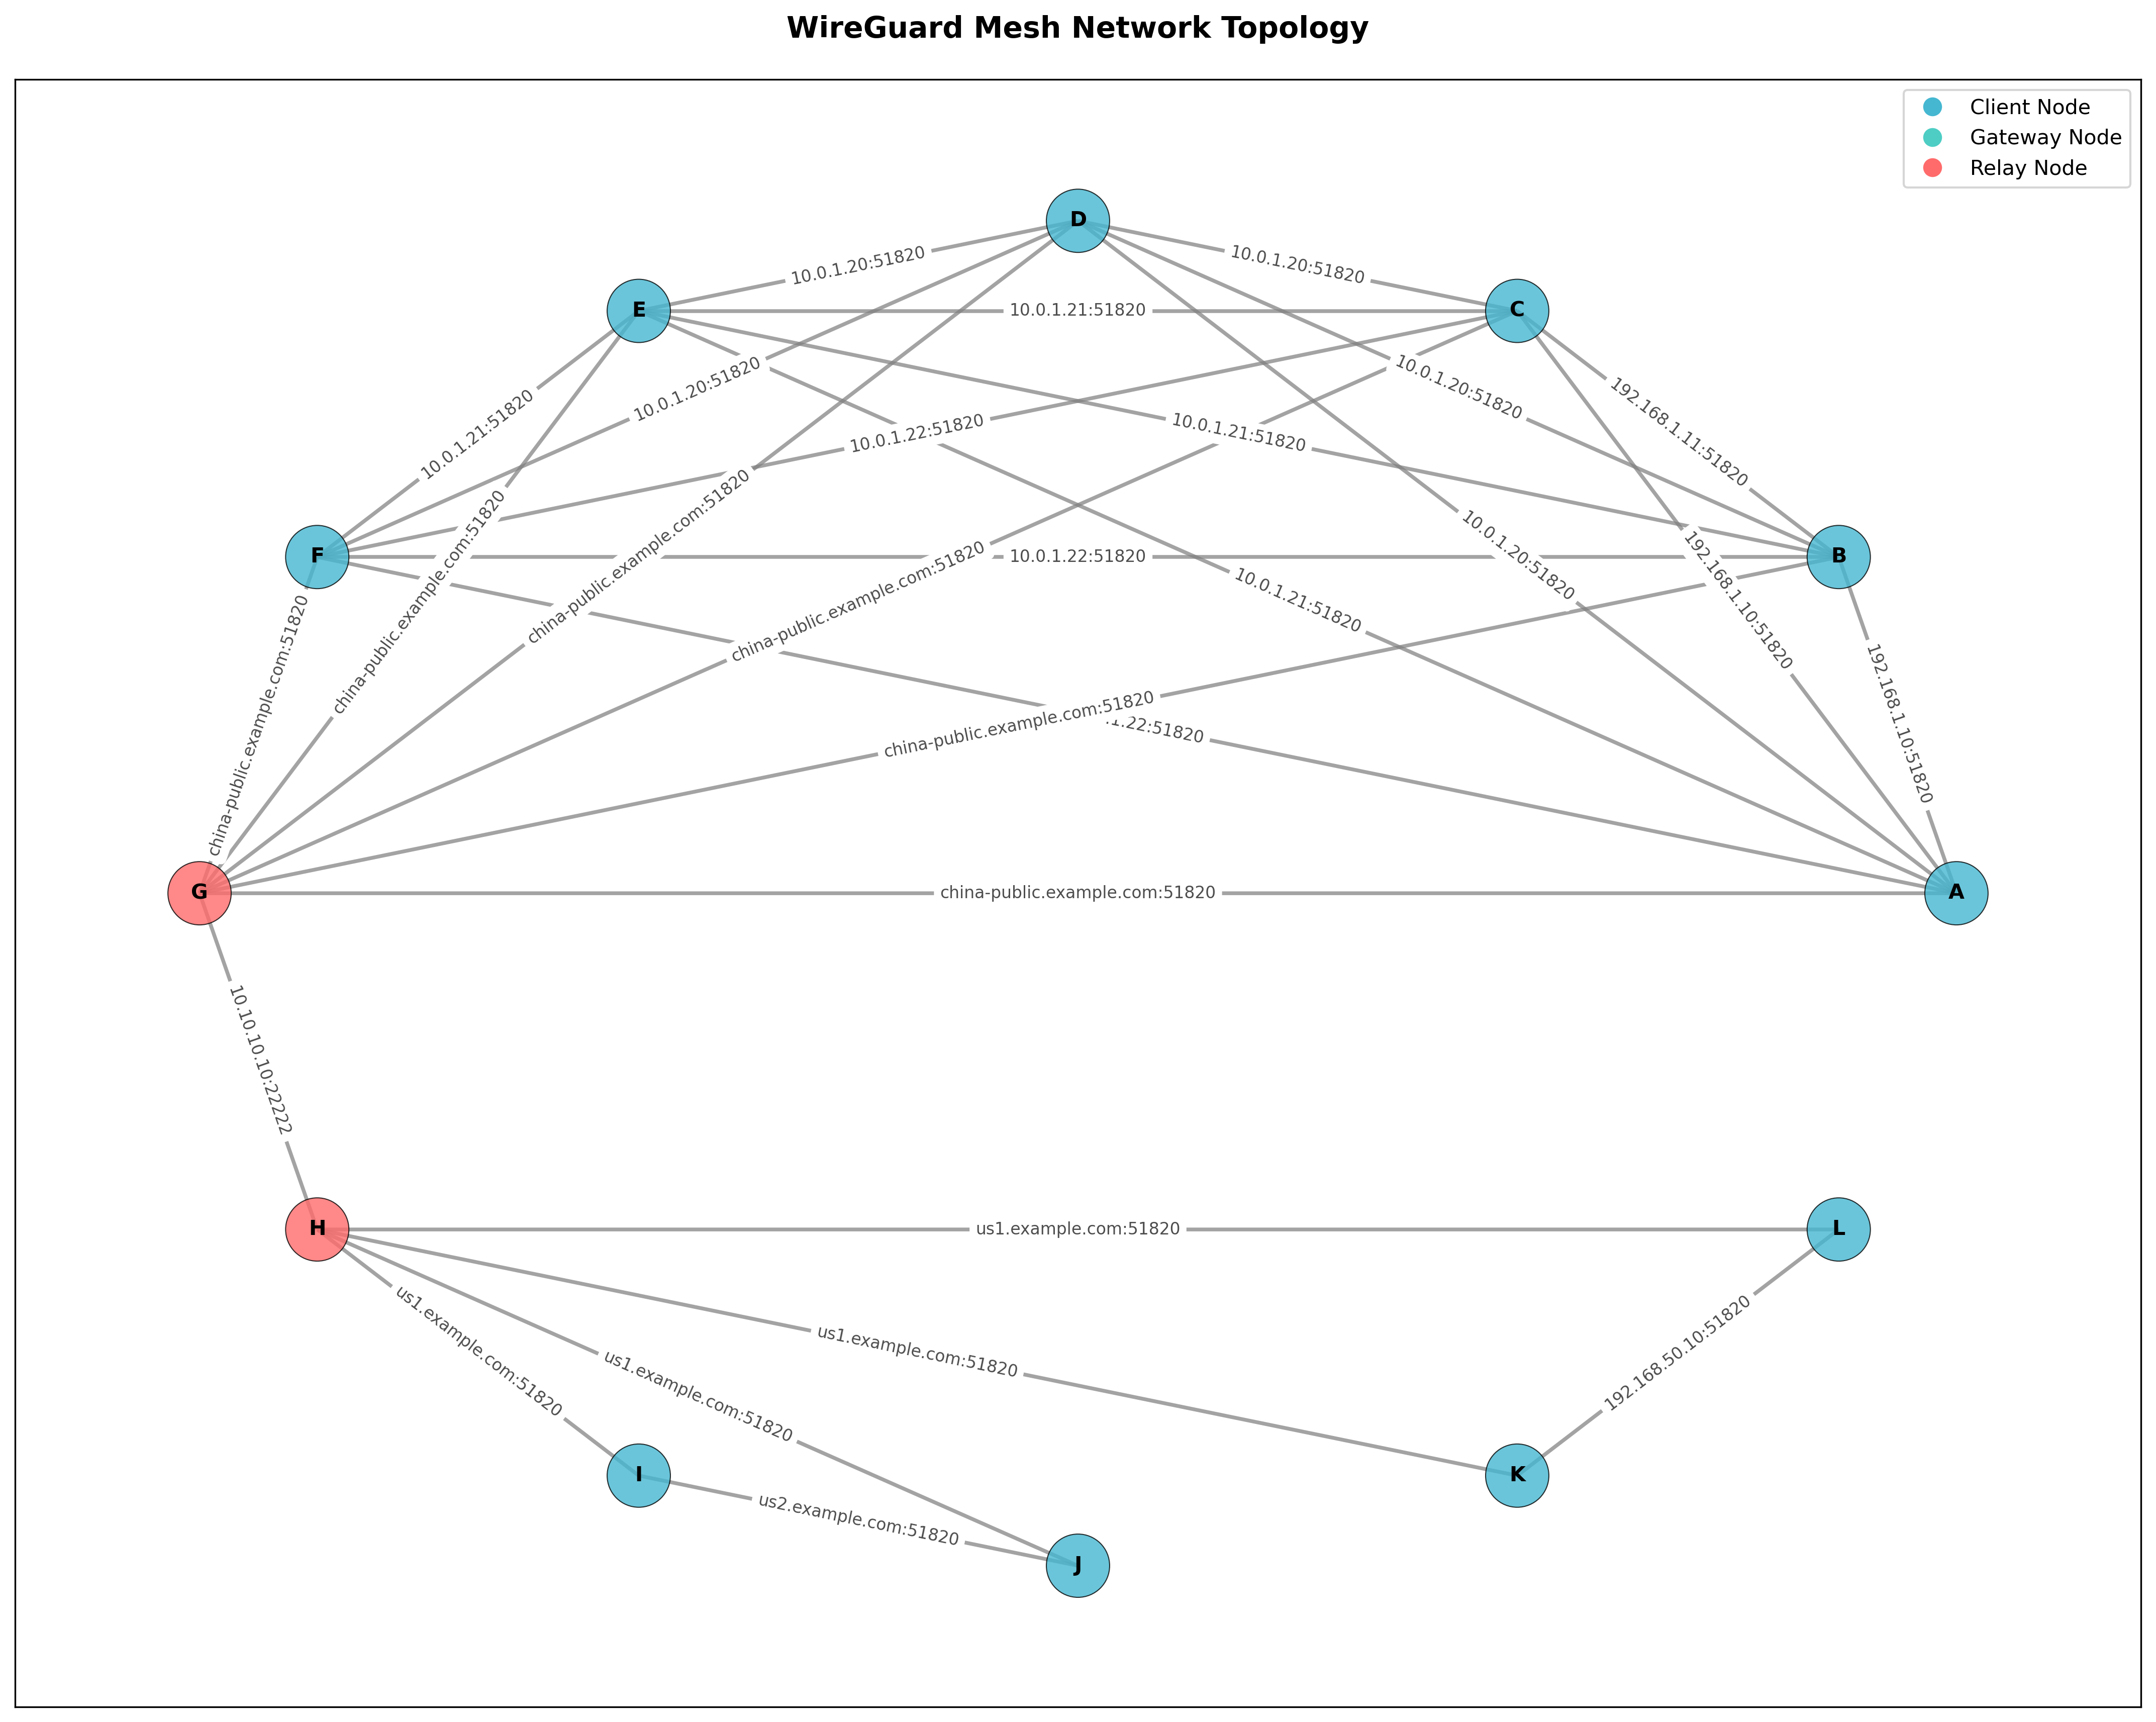 WireGuard Mesh Network Topology
Client Node
Gateway Node
Relay Node
D
10.0.1.20:51820
10.0.1.20:51820
E
10.0.1.21:51820
C
10.0.1.20:51820
10.0.1.20:51820
10.0.1.21:51820
10.0.1.22:51820
10.0.1.21:51820
192.168.1.11:51820
china-public.example.com:51820
china-public.example.com:51820
10.0.1.20:51820
F
10.0.1.22:51820
B
china-public.example.com:51820
10.0.1.21:51820
192.168.1.10:51820
china-public.example.com:51820
china-public.example.com:51820
.1.22:51820
192.168.1.10:51820
G
china-public.example.com:51820
A
10.10.10.10:22222
H
us1.example.com:51820
L
us1.example.com:51820
us1.example.com:51820
us1.example.com:51820
192.168.50.10:51820
I
K
us2.example.com:51820
J